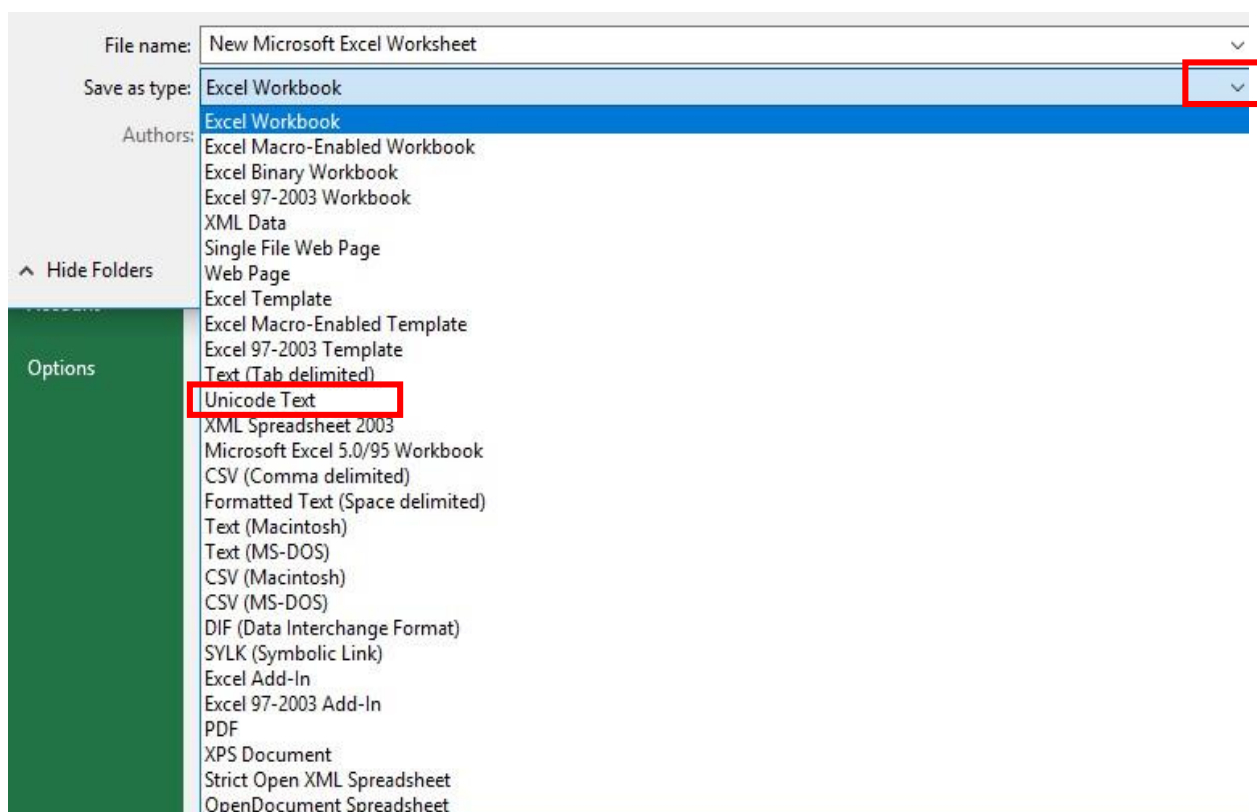 File name: New Microsoft Excel Worksheet
Save as type: Excel Workbook
Authors:
Excel Workbook
Excel Macro-Enabled Workbook
Excel Binary Workbook
Excel 97-2003 Workbook
XML Data
Single File Web Page
Hide Folders
Web Page
Excel Template
Excel Macro-Enabled Template
Excel 97-2003 Template
Options
Text (Tab delimited)
Unicode Text
XML Spreadsheet 2003
Microsoft Excel 5.0/95 Workbook
CSV (Comma delimited)
Formatted Text (Space delimited)
Text (Macintosh)
Text (MS-DOS)
CSV (Macintosh)
CSV (MS-DOS)
DIF (Data Interchange Format)
SYLK (Symbolic Link)
Excel Add-In
Excel 97-2003 Add-In
PDF
XPS Document
Strict Open XML Spreadsheet
OpenDocument Spreadsheet